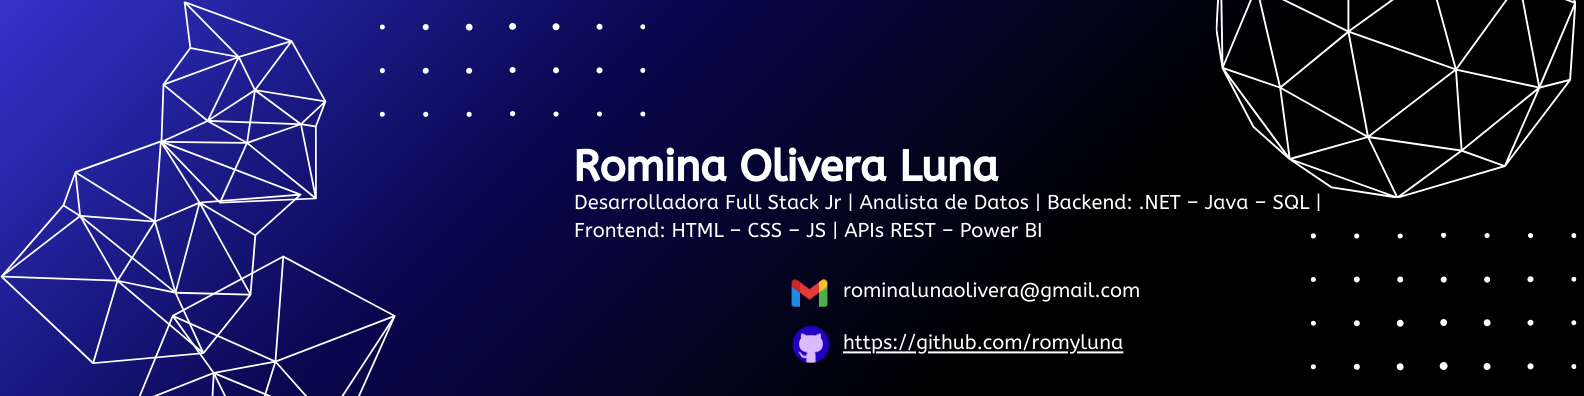 Romina Olivera Luna
Desarrolladora Full Stack Jr | Analista de Datos | Backend: .NET – Java – SQL |
Frontend: HTML – CSS – JS | APIs REST – Power BI
rominalunaolivera@gmail.com
https://github.com/romyluna